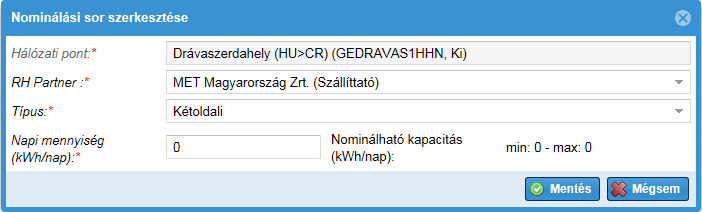 Nominálási sor szerkesztése
Hálózati pont:* Drávaszerdahely (HU>CR) (GEDRAVAS1HHN, Ki)
RH Partner :* MET Magyarország Zrt. (Szállíttató)
Típus:* Kétoldali
Napi mennyiség
(kWh/nap):* 0
Nominálható kapacitás
(kWh/nap):
min: 0 - max: 0
Mentés Mégsem